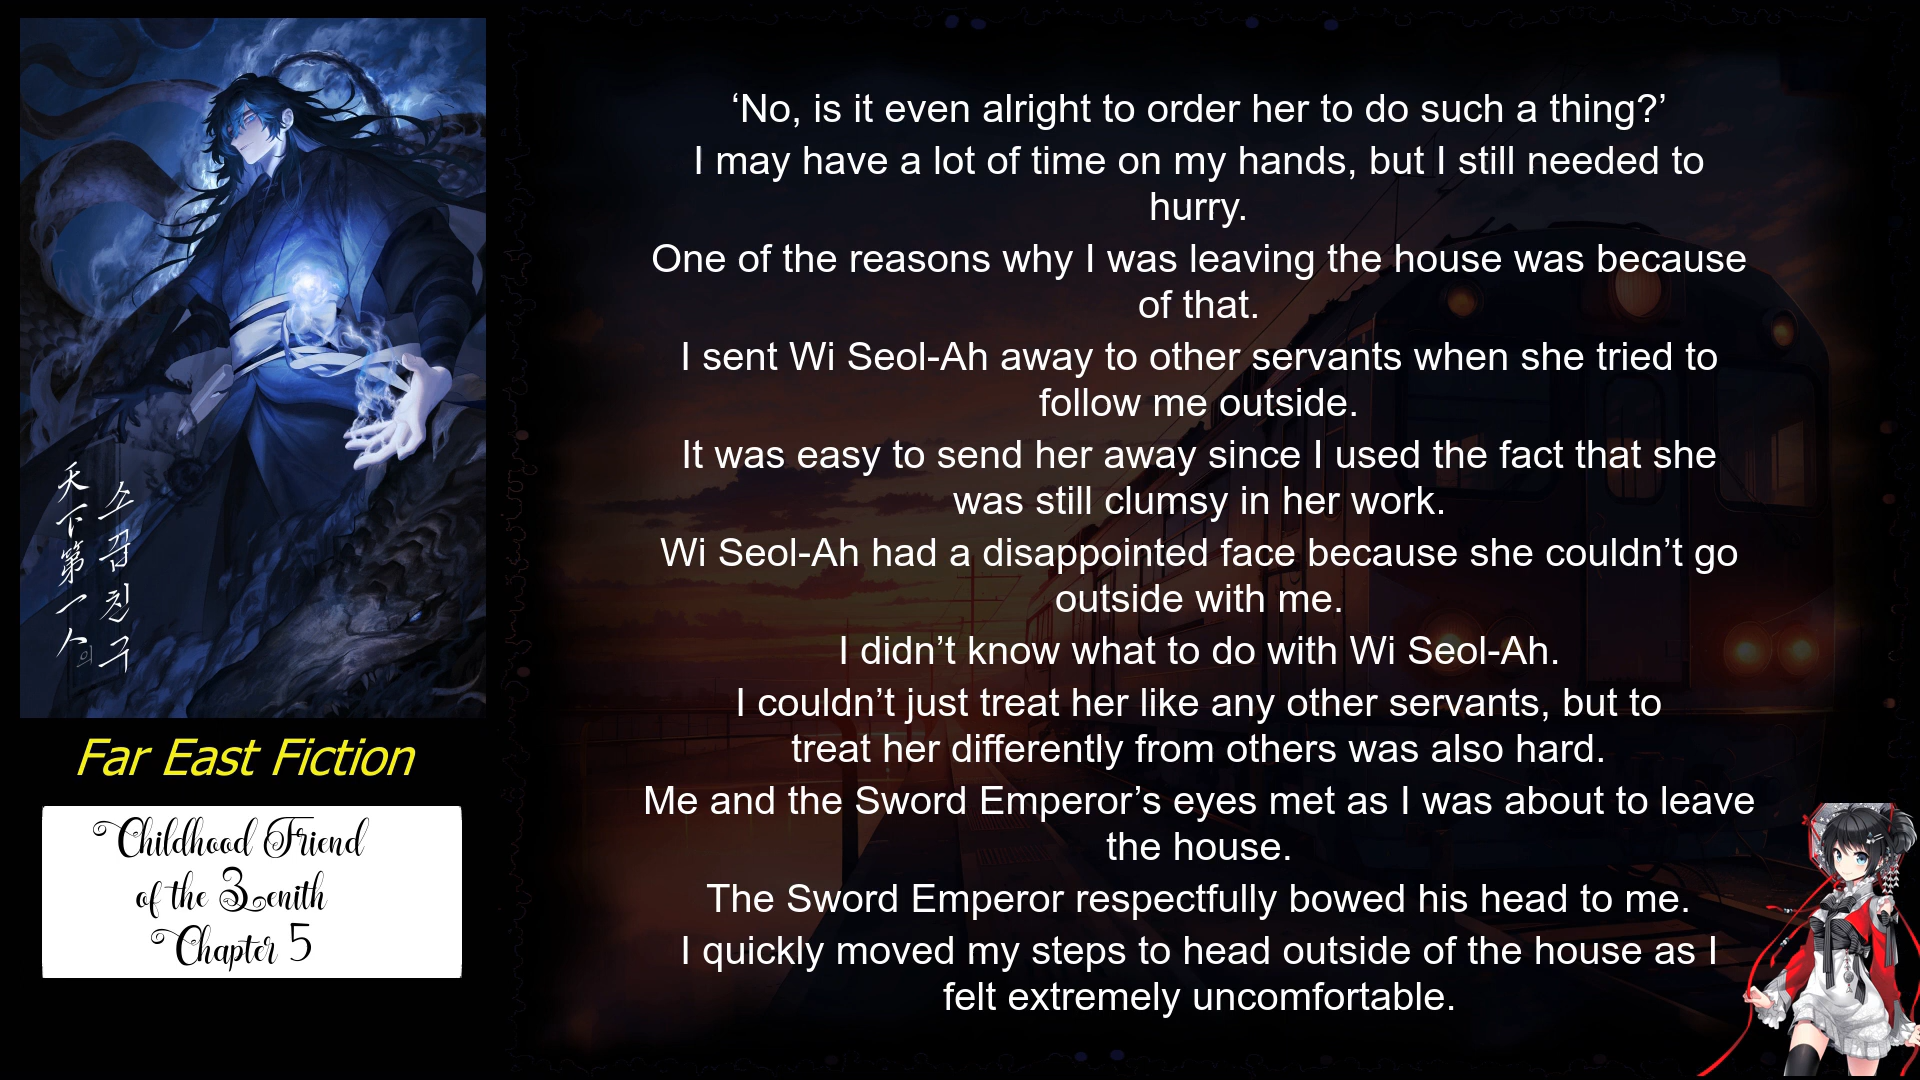 ‘No, is it even alright to order her to do such a thing?’
I may have a lot of time on my hands, but I still needed to
hurry.
One of the reasons why I was leaving the house was because
of that.
I sent Wi Seol-Ah away to other servants when she tried to
follow me outside.
It was easy to send her away since I used the fact that she
was still clumsy in her work.
Wi Seol-Ah had a disappointed face because she couldn’t go
outside with me.
I didn’t know what to do with Wi Seol-Ah.
I couldn’t just treat her like any other servants, but to
treat her differently from others was also hard.
Me and the Sword Emperor’s eyes met as I was about to leave
the house.
The Sword Emperor respectfully bowed his head to me.
I quickly moved my steps to head outside of the house as I
felt extremely uncomfortable.
天下第一人의
소꿉친구
Far East Fiction
Childhood Friend
of the Zenith
Chapter 5